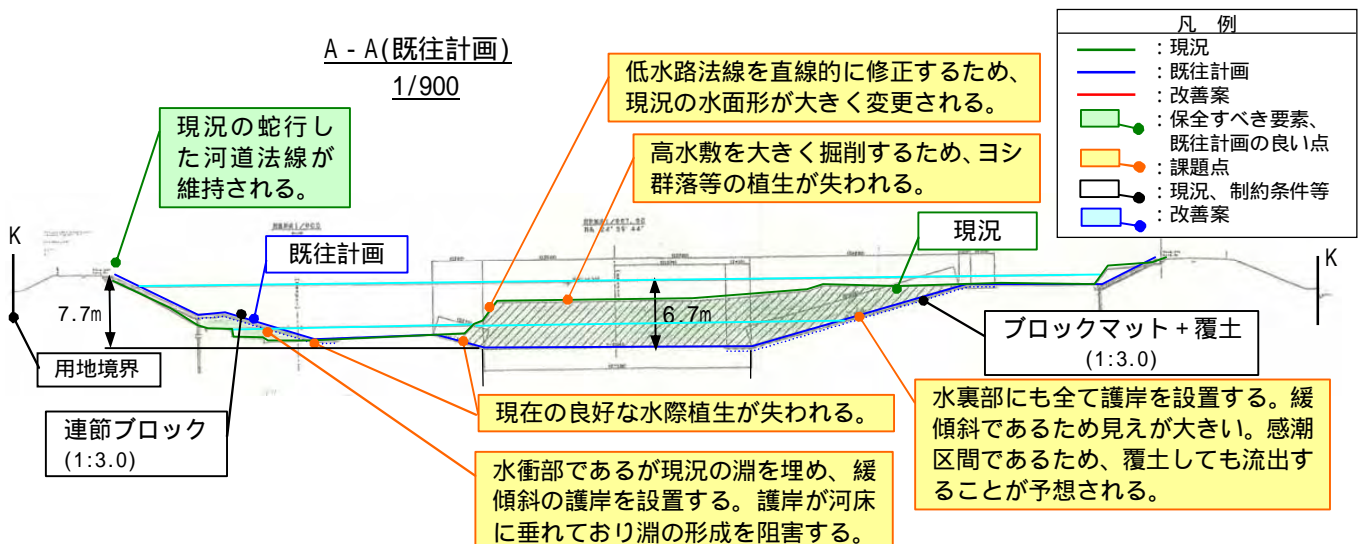 A - A(既往計画)
1/900
凡 例
：現況
：既往計画
：改善案
：保全すべき要素、
既往計画の良い点
：課題点
：現況、制約条件等
：改善案
低水路法線を直線的に修正するため、
現況の水面形が大きく変更される。
現況の蛇行し
た河道法線が
維持される。
高水敷を大きく掘削するため、ヨシ
群落等の植生が失われる。
K
既往計画
現況
K
7.7m
6.7m
用地境界
ブロックマット + 覆土
(1:3.0)
連節ブロック
(1:3.0)
現在の良好な水際植生が失われる。
水裏部にも全て護岸を設置する。緩
傾斜であるため見えが大きい。感潮
区間であるため、覆土しても流出す
ることが予想される。
水衝部であるが現況の淵を埋め、緩
傾斜の護岸を設置する。護岸が河床
に垂れており淵の形成を阻害する。